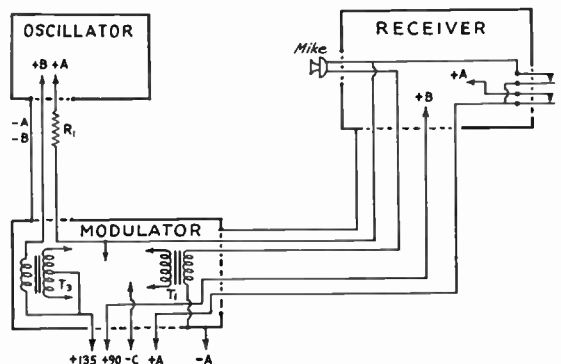 OSCILLATOR
+B +A
-A
-B
R1
Mike
RECEIVER
+A
+B
MODULATOR
T3
T1
+135 +90 -C +A -A